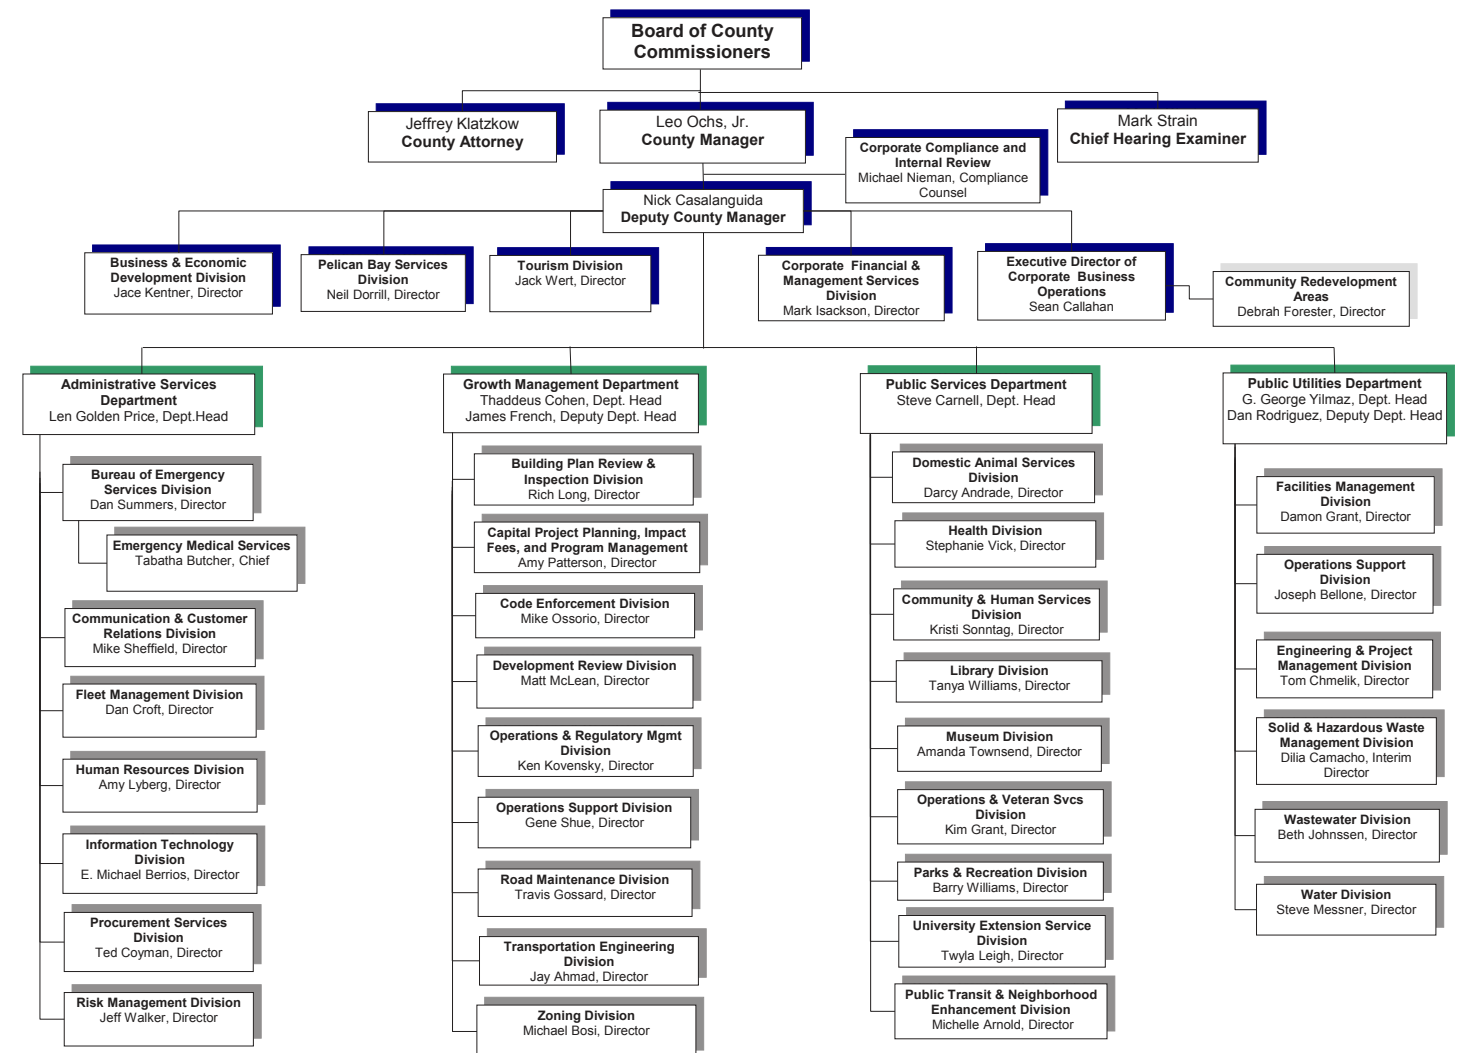 Board of County
Commissioners
Jeffrey Klatzkow
County Attorney
Leo Ochs, Jr.
County Manager
Mark Strain
Chief Hearing Examiner
Corporate Compliance and
Internal Review
Michael Nieman, Compliance
Counsel
Nick Casalanguida
Deputy County Manager
Business & Economic
Development Division
Jace Kentner, Director
Pelican Bay Services
Division
Neil Dorrill, Director
Tourism Division
Jack Wert, Director
Corporate Financial &
Management Services
Division
Mark Isackson, Director
Executive Director of
Corporate Business
Operations
Sean Callahan
Community Redevelopment
Areas
Debrah Forester, Director
Administrative Services
Department
Len Golden Price, Dept.Head
Bureau of Emergency
Services Division
Dan Summers, Director
Emergency Medical Services
Tabatha Butcher, Chief
Communication & Customer
Relations Division
Mike Sheffield, Director
Fleet Management Division
Dan Croft, Director
Human Resources Division
Amy Lyberg, Director
Information Technology
Division
E. Michael Berrios, Director
Procurement Services
Division
Ted Coyman, Director
Risk Management Division
Jeff Walker, Director
Growth Management Department
Thaddeus Cohen, Dept. Head
James French, Deputy Dept. Head
Building Plan Review &
Inspection Division
Rich Long, Director
Capital Project Planning, Impact
Fees, and Program Management
Amy Patterson, Director
Code Enforcement Division
Mike Ossorio, Director
Development Review Division
Matt McLean, Director
Operations & Regulatory Mgmt
Division
Ken Kovensky, Director
Operations Support Division
Gene Shue, Director
Road Maintenance Division
Travis Gossard, Director
Transportation Engineering
Division
Jay Ahmad, Director
Zoning Division
Michael Bosi, Director
Public Services Department
Steve Carnell, Dept. Head
Domestic Animal Services
Division
Darcy Andrade, Director
Health Division
Stephanie Vick, Director
Community & Human Services
Division
Kristi Sonntag, Director
Library Division
Tanya Williams, Director
Museum Division
Amanda Townsend, Director
Operations & Veteran Svcs
Division
Kim Grant, Director
Parks & Recreation Division
Barry Williams, Director
University Extension Service
Division
Twyla Leigh, Director
Public Transit & Neighborhood
Enhancement Division
Michelle Arnold, Director
Public Utilities Department
G. George Yilmaz, Dept. Head
Dan Rodriguez, Deputy Dept. Head
Facilities Management
Division
Damon Grant, Director
Operations Support
Division
Joseph Bellone, Director
Engineering & Project
Management Division
Tom Chmelik, Director
Solid & Hazardous Waste
Management Division
Dilia Camacho, Interim
Director
Wastewater Division
Beth Johnssen, Director
Water Division
Steve Messner, Director